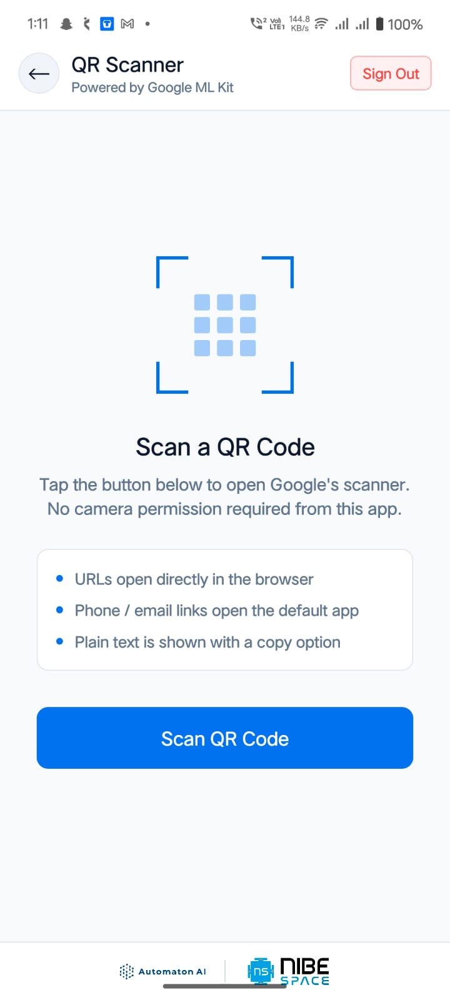 1:11
2 Vo) LTE1 144.8 KB/s 100%
QR Scanner
Powered by Google ML Kit
Sign Out
Scan a QR Code
Tap the button below to open Google's scanner.
No camera permission required from this app.
URLs open directly in the browser
Phone / email links open the default app
Plain text is shown with a copy option
Scan QR Code
Automaton AI
ns NIBE
SPACE